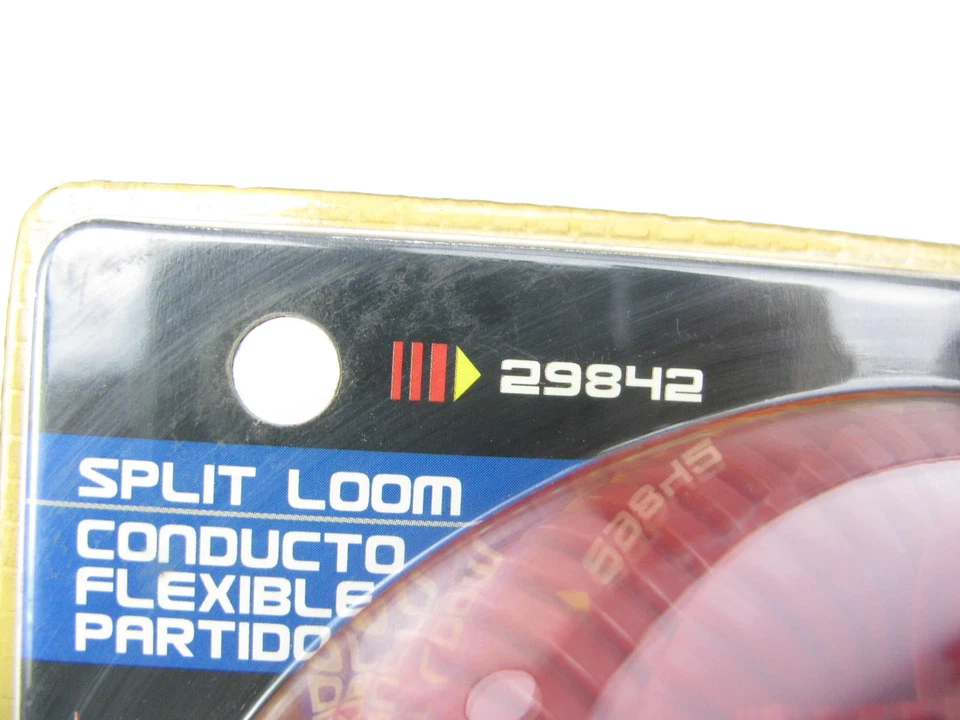 29842
SPLIT LOOM
CONDUCTO
FLEXIBLE
PARTIDO